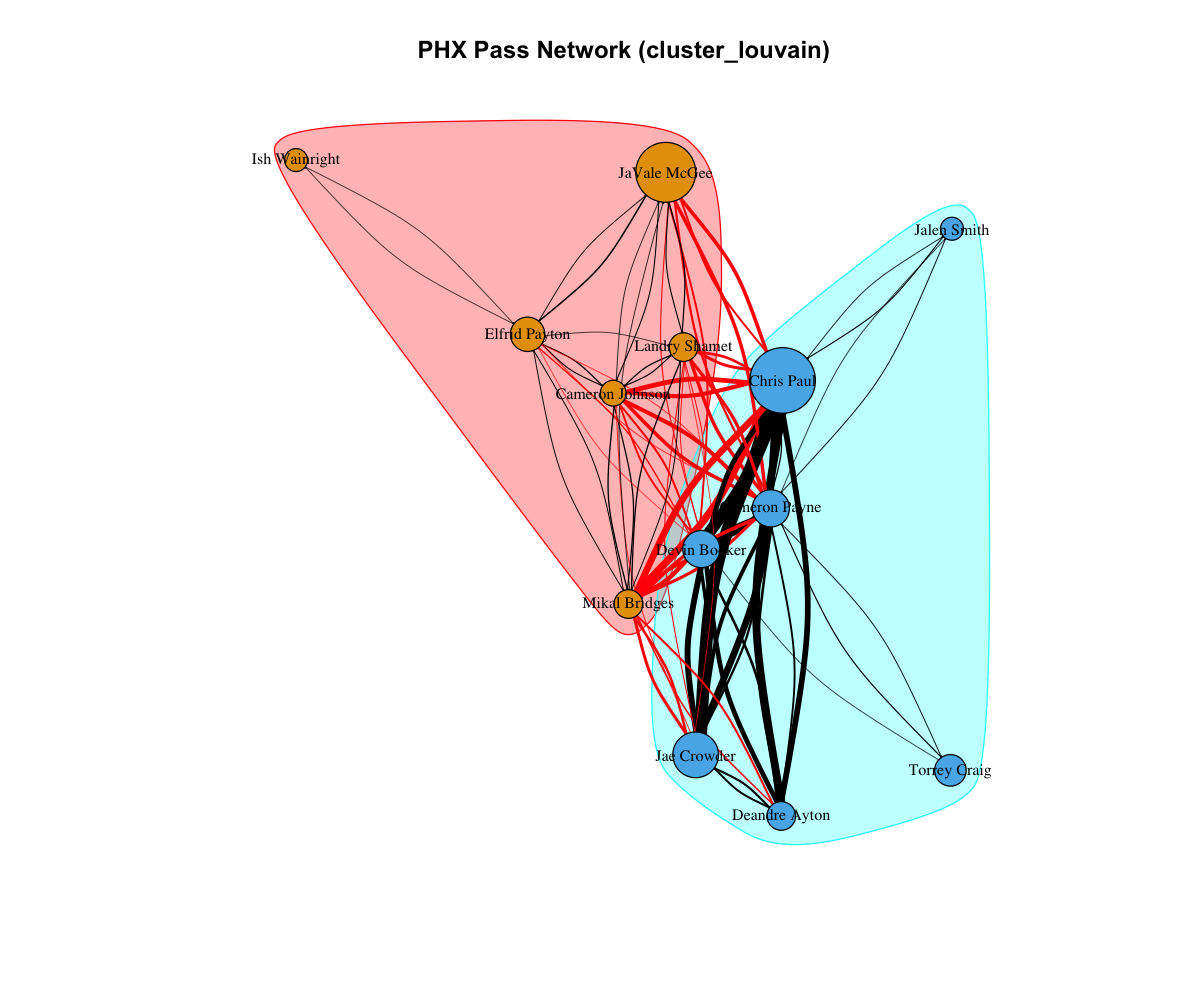 PHX Pass Network (cluster_louvain)
Ish Wainright
JaVale McGee
Jalen Smith
Elfrid Payton
Landry Shamet
Chris Paul
Cameron Johnson
Cameron Payne
Devin Booker
Mikal Bridges
Jae Crowder
Torrey Craig
Deandre Ayton